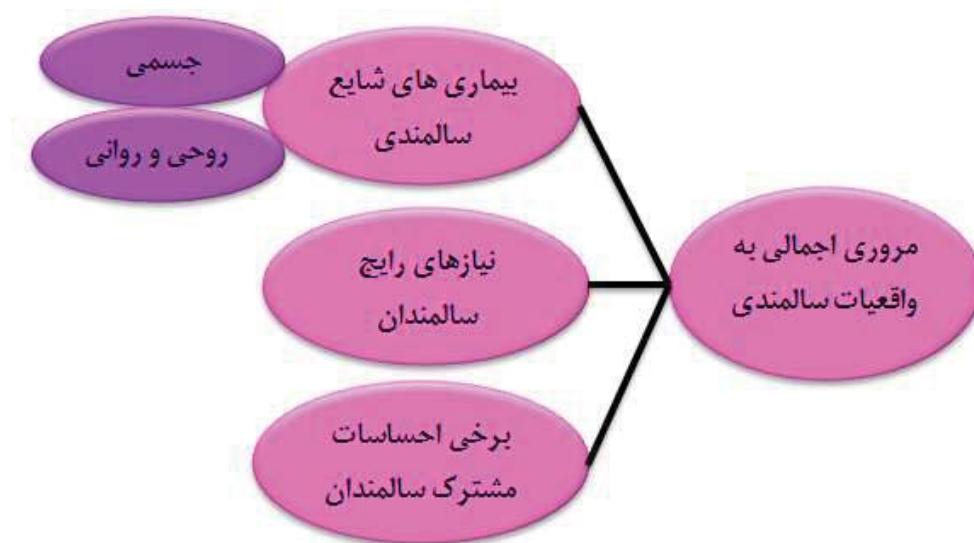 مروری اجمالی به
واقعیات سالمندی
بیماری های شایع
سالمندی
جسمی
روحی و روانی
نیازهای رایج
سالمندان
برخی احساسات
مشترک سالمندان